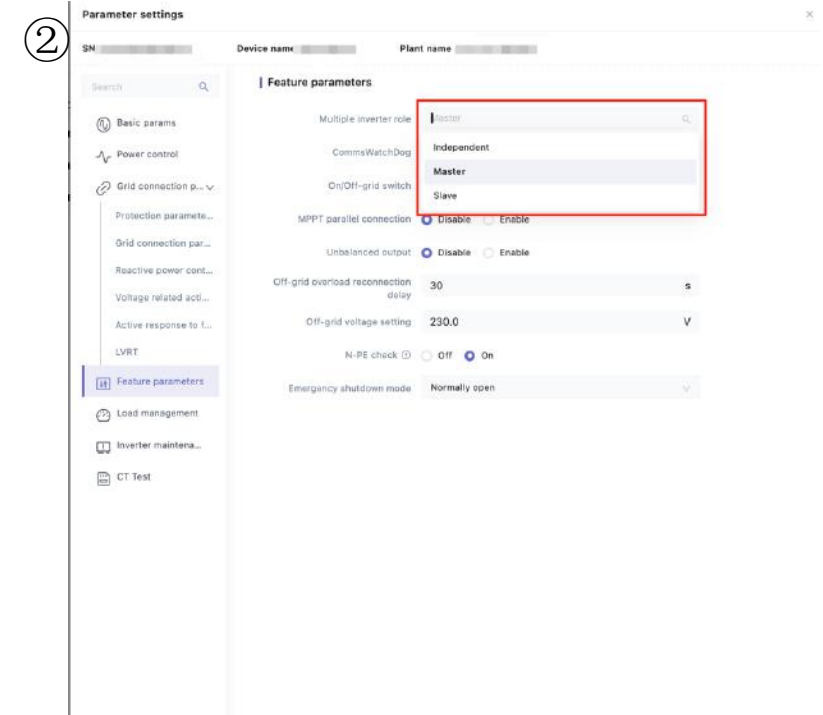 Parameter settings
②
SN
Device name
Plant name
Search
Basic params
Power control
Grid connection p...
Protection paramete...
Grid connection par...
Reactive power cont...
Voltage related acti...
Active response to f...
LVRT
Feature parameters
Load management
Inverter maintena...
CT Test
Feature parameters
Multiple inverter role
Master
Independent
Master
Slave
CommsWatchDog
On/Off-grid switch
MPPT parallel connection Disable Enable
Unbalanced output Disable Enable
Off-grid overload reconnection
delay
30 s
Off-grid voltage setting 230.0 V
N-PE check Off On
Emergency shutdown mode Normally open